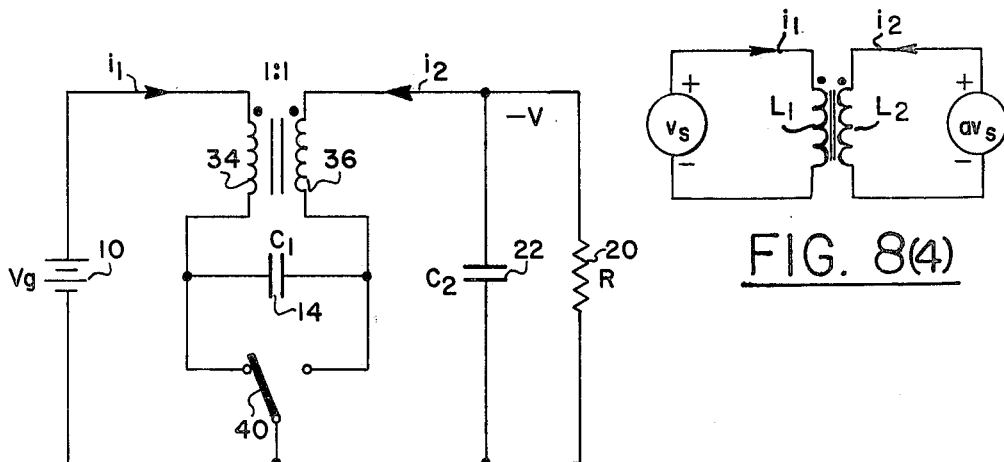 i1
1:1
i2
-V
34
36
10
Vg
C1
14
C2
22
20
R
40
i1
i2
+
+
vs
L1
L2
avs
-
-
FIG. 8(4)